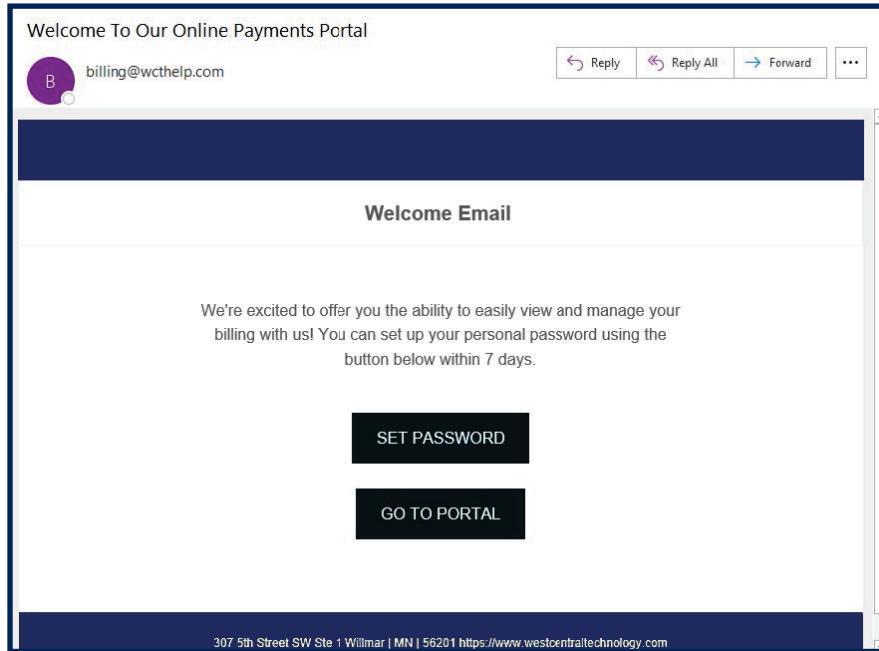 Welcome To Our Online Payments Portal
B
billing@wcthelp.com
Reply
Reply All
Forward
Welcome Email
We're excited to offer you the ability to easily view and manage your
billing with us! You can set up your personal password using the
button below within 7 days.
SET PASSWORD
GO TO PORTAL
307 5th Street SW Ste 1 Willmar | MN | 56201 https://www.westcentraltechnology.com